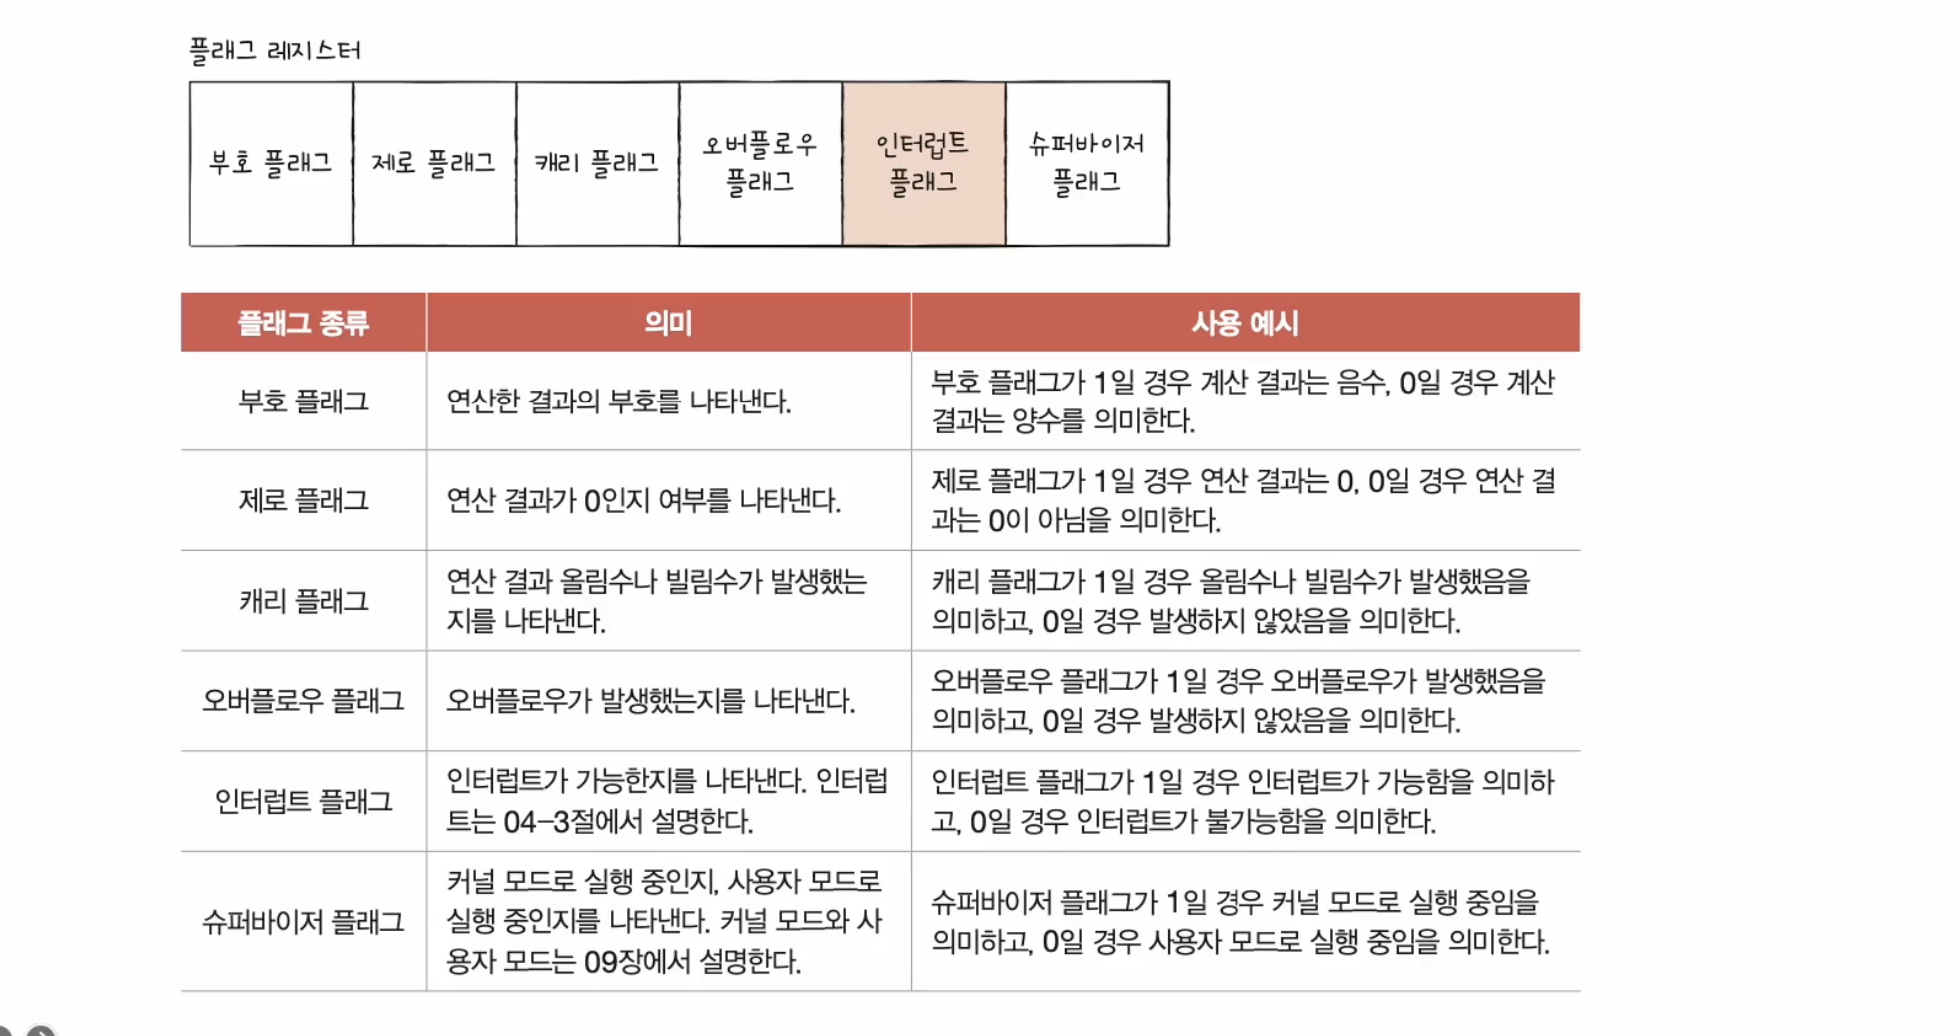 플래그 레지스터
부호 플래그
제로 플래그
캐리 플래그
오버플로우
플래그
인터럽트
플래그
슈퍼바이저
플래그
플래그 종류
의미
사용 예시
부호 플래그
연산한 결과의 부호를 나타낸다.
부호 플래그가 1일 경우 계산 결과는 음수, 0일 경우 계산
결과는 양수를 의미한다.
제로 플래그
연산 결과가 0인지 여부를 나타낸다.
제로 플래그가 1일 경우 연산 결과는 0, 0일 경우 연산 결
과는 0이 아님을 의미한다.
캐리 플래그
연산 결과 올림수나 빌림수가 발생했는
지를 나타낸다.
캐리 플래그가 1일 경우 올림수나 빌림수가 발생했음을
의미하고, 0일 경우 발생하지 않았음을 의미한다.
오버플로우 플래그
오버플로우가 발생했는지를 나타낸다.
오버플로우 플래그가 1일 경우 오버플로우가 발생했음을
의미하고, 0일 경우 발생하지 않았음을 의미한다.
인터럽트 플래그
인터럽트가 가능한지를 나타낸다. 인터럽
트는 04-3절에서 설명한다.
인터럽트 플래그가 1일 경우 인터럽트가 가능함을 의미하
고, 0일 경우 인터럽트가 불가능함을 의미한다.
슈퍼바이저 플래그
커널 모드로 실행 중인지, 사용자 모드로
실행 중인지를 나타낸다. 커널 모드와 사
용자 모드는 09장에서 설명한다.
슈퍼바이저 플래그가 1일 경우 커널 모드로 실행 중임을
의미하고, 0일 경우 사용자 모드로 실행 중임을 의미한다.